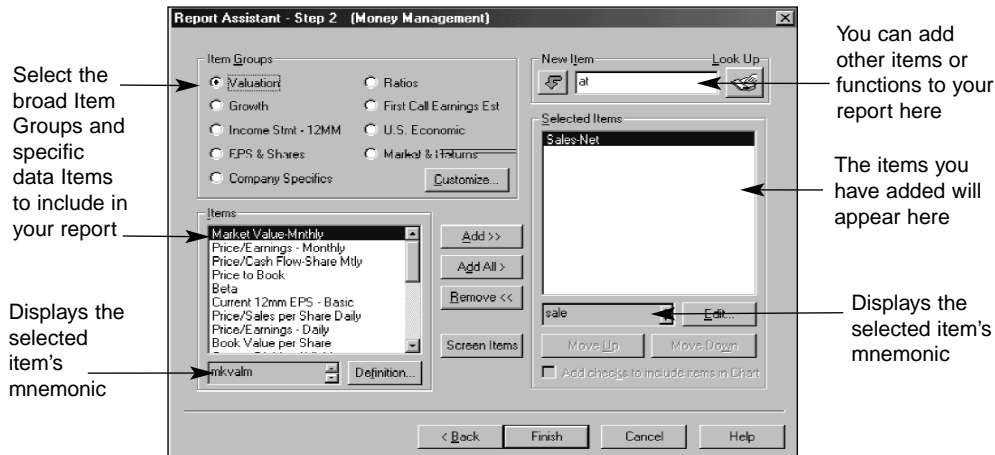 Report Assistant - Step 2 (Money Management)
Select the
broad Item
Groups and
specific
data Items
to include in
your report
Item Groups
Valuation
Growth
Income Stmt - 12MM
EPS & Shares
Company Specifics
Ratios
First Call Earnings Est
U.S. Economic
Market &
Customize...
New Item
Look Up
at
You can add
other items or
functions to your
report here
Selected Items
Sales-Net
The items you
have added will
appear here
Items
Market Value-Mnthly
Price/Earnings - Monthly
Price/Cash Flow-Share Mtly
Price to Book
Beta
Current 12mm EPS - Basic
Price/Sales per Share Daily
Price/Earnings - Daily
Book Value per Share
Add >>
Add All >
Remove <<
Screen Items
Displays the
selected
item's
mnemonic
mkvalm
Definition...
sale
Edit...
Move Up
Move Down
Add checks to include items in Chart
Displays the
selected item's
mnemonic
< Back
Finish
Cancel
Help